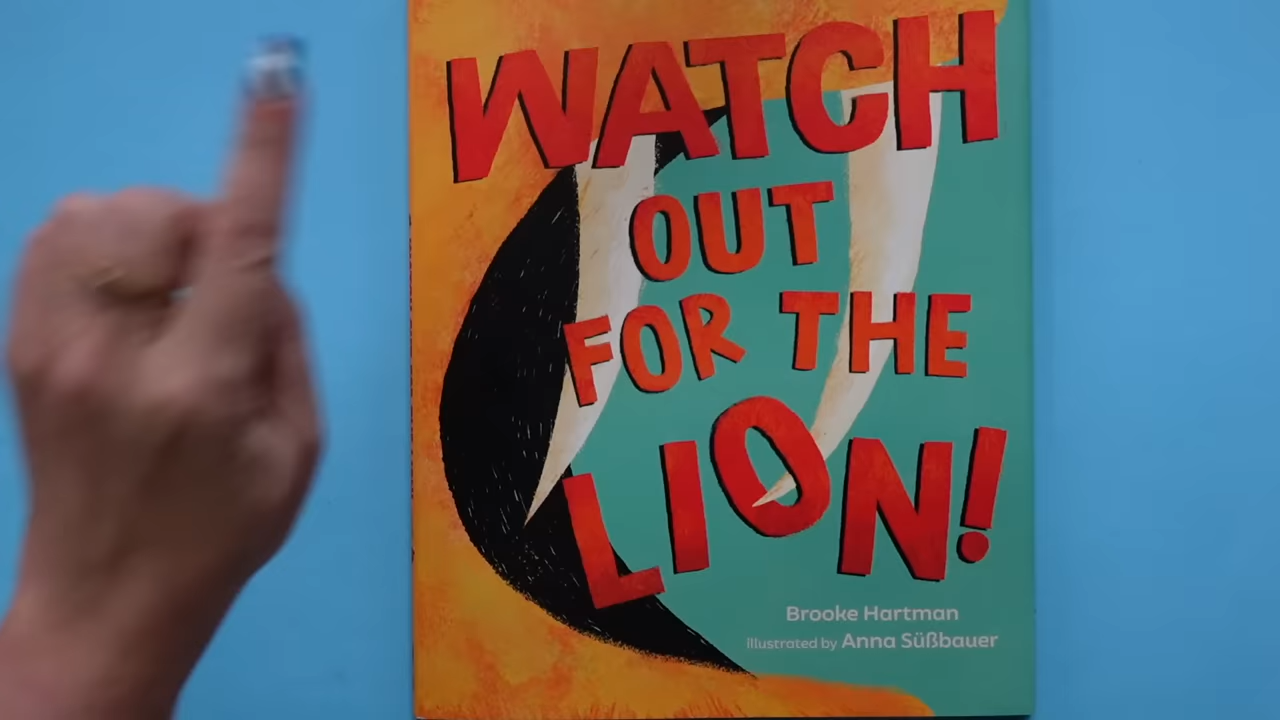 WATCH
OUT
FOR THE
LION!
Brooke Hartman
illustrated by Anna Süßbauer